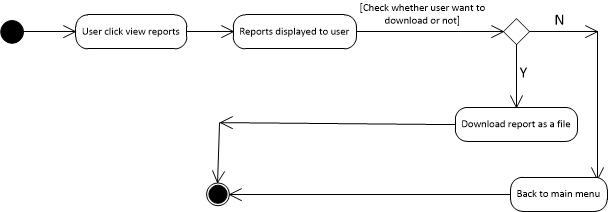 [Check whether user want to
download or not]
N
User click view reports
Reports displayed to user
Y
Download report as a file
Back to main menu